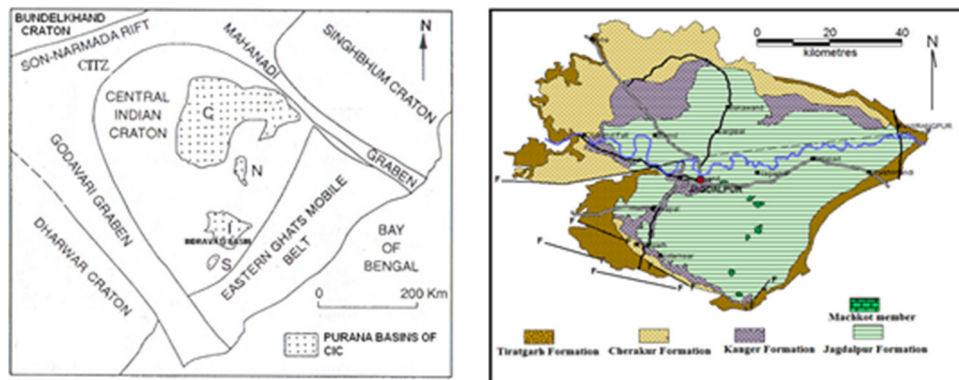 BUNDELKHAND
CRATON
SON-NARMADA RIFT
CITZ
CENTRAL
INDIAN
CRATON
C
N
I
INDRAVATI BASIN
S
MAHANADI
GRABEN
SINGHBHUM CRATON
N
GODAVARI GRABEN
DHARWAR CRATON
EASTERN GHATS MOBILE
BELT
BAY
OF
BENGAL
0 200 Km
PURANA BASINS OF
CIC
0 20 40
kilometres
N
JAGDALPUR
F
F
F
F
F
F
Machkot member
Tiratgarh Formation
Cherakur Formation
Kanger Formation
Jagdalpur Formation